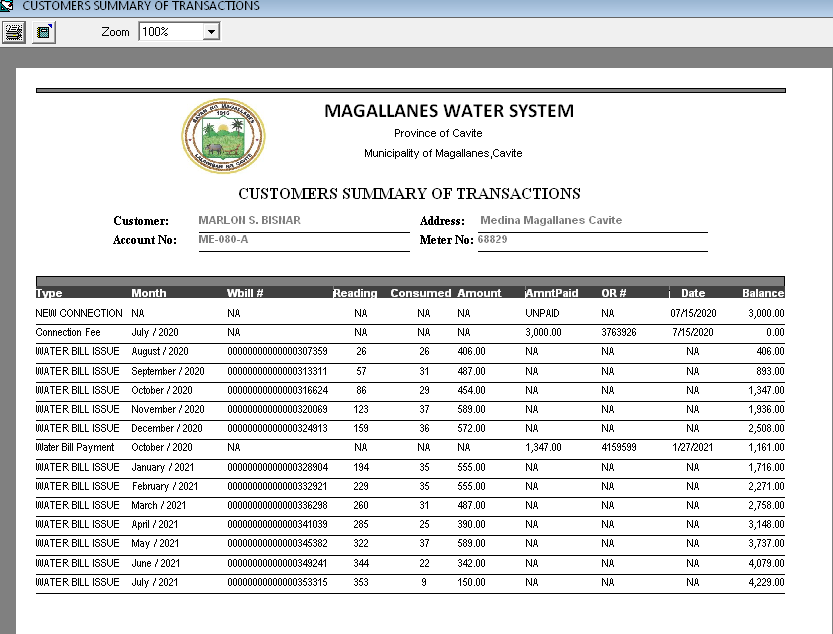 CUSTOMERS SUMMARY OF TRANSACTIONS
Zoom 100%
BAYAN NG MAGALLANES
1915
LALAWIGAN NG CAVITE
MAGALLANES WATER SYSTEM
Province of Cavite
Municipality of Magallanes,Cavite
CUSTOMERS SUMMARY OF TRANSACTIONS
Customer: MARLON S. BISNAR Address: Medina Magallanes Cavite
Account No: ME-080-A Meter No: 68829
Type Month Wbill # Reading Consumed Amount AmntPaid OR # Date Balance
NEW CONNECTION NA NA NA NA NA UNPAID NA 07/15/2020 3,000.00
Connection Fee July / 2020 NA NA NA NA 3,000.00 3763926 7/15/2020 0.00
WATER BILL ISSUE August / 2020 00000000000000307359 26 26 406.00 NA NA NA 406.00
WATER BILL ISSUE September / 2020 00000000000000313311 57 31 487.00 NA NA NA 893.00
WATER BILL ISSUE October / 2020 00000000000000316624 86 29 454.00 NA NA NA 1,347.00
WATER BILL ISSUE November / 2020 00000000000000320069 123 37 589.00 NA NA NA 1,936.00
WATER BILL ISSUE December / 2020 00000000000000324913 159 36 572.00 NA NA NA 2,508.00
Water Bill Payment October / 2020 NA NA NA NA 1,347.00 4159599 1/27/2021 1,161.00
WATER BILL ISSUE January / 2021 00000000000000328904 194 35 555.00 NA NA NA 1,716.00
WATER BILL ISSUE February / 2021 00000000000000332921 229 35 555.00 NA NA NA 2,271.00
WATER BILL ISSUE March / 2021 00000000000000336298 260 31 487.00 NA NA NA 2,758.00
WATER BILL ISSUE April / 2021 00000000000000341039 285 25 390.00 NA NA NA 3,148.00
WATER BILL ISSUE May / 2021 00000000000000345382 322 37 589.00 NA NA NA 3,737.00
WATER BILL ISSUE June / 2021 00000000000000349241 344 22 342.00 NA NA NA 4,079.00
WATER BILL ISSUE July / 2021 00000000000000353315 353 9 150.00 NA NA NA 4,229.00